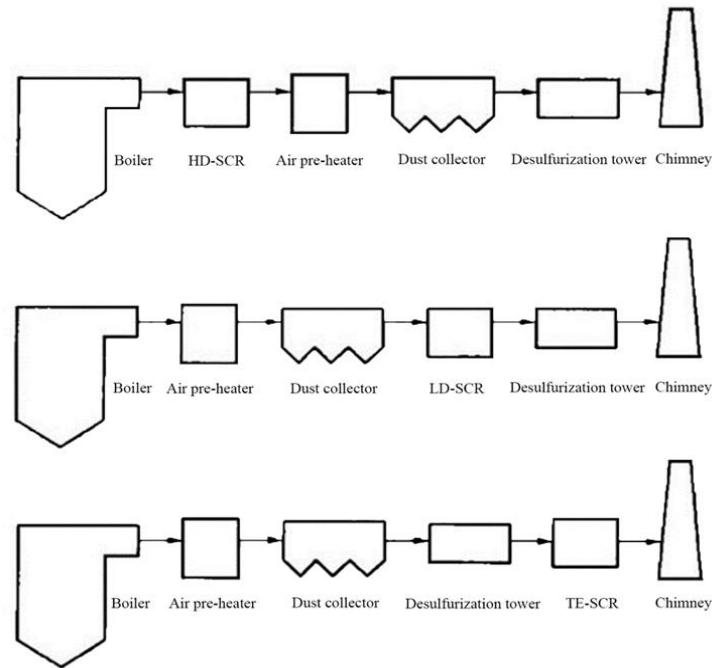 Boiler HD-SCR Air pre-heater Dust collector Desulfurization tower Chimney
Boiler Air pre-heater Dust collector LD-SCR Desulfurization tower Chimney
Boiler Air pre-heater Dust collector Desulfurization tower TE-SCR Chimney